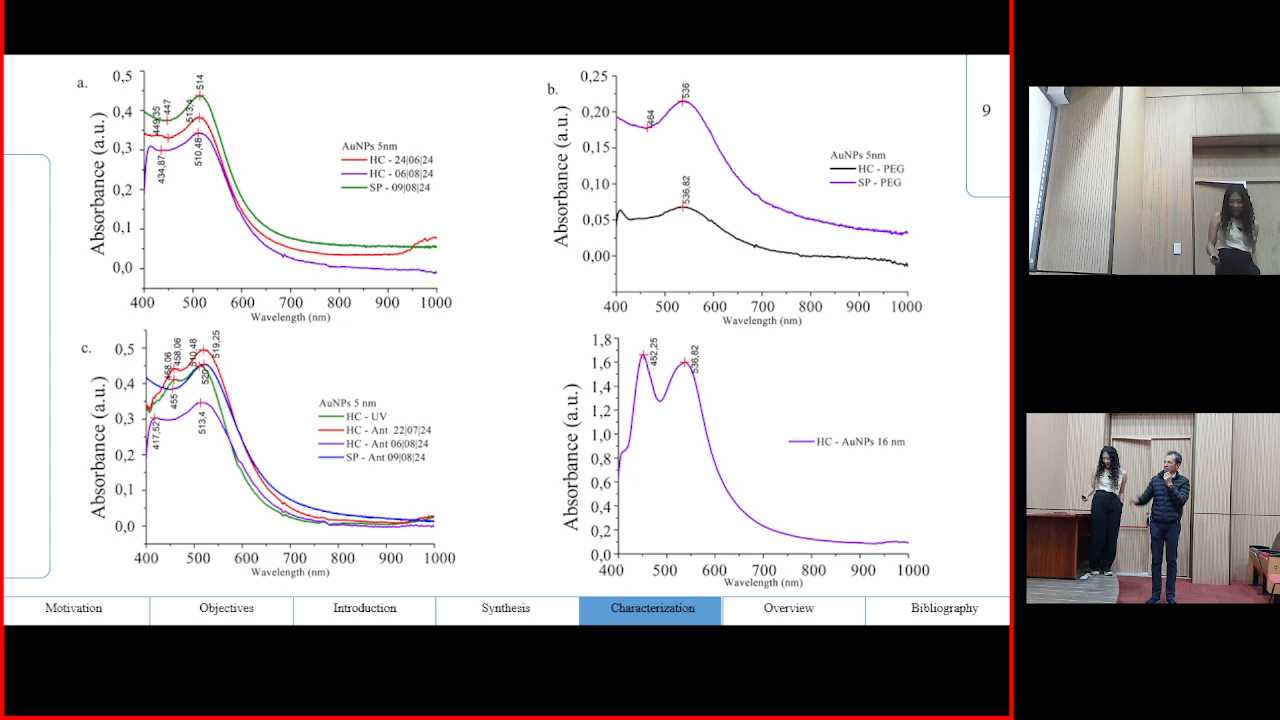 a.
Absorbance (a.u.)
0,5
0,4
0,3
0,2
0,1
0,0
449,35
447
513,4
514
434,87
510,48
AuNPs 5nm
HC - 24|06|24
HC - 06|08|24
SP - 09|08|24
400 500 600 700 800 900 1000
Wavelength (nm)
b.
Absorbance (a.u.)
0,25
0,20
0,15
0,10
0,05
0,00
464
536
536,82
AuNPs 5nm
HC - PEG
SP - PEG
400 500 600 700 800 900 1000
Wavelength (nm)
9
c.
Absorbance (a.u.)
0,5
0,4
0,3
0,2
0,1
0,0
458,06
458,06
510,48
519,25
455
520
417,52
513,4
AuNPs 5 nm
HC - UV
HC - Ant 22|07|24
HC - Ant 06|08|24
SP - Ant 09|08|24
400 500 600 700 800 900 1000
Wavelength (nm)
Absorbance (a.u.)
1,8
1,6
1,4
1,2
1,0
0,8
0,6
0,4
0,2
0,0
452,25
536,82
HC - AuNPs 16 nm
400 500 600 700 800 900 1000
Wavelength (nm)
Motivation Objectives Introduction Synthesis Characterization Overview Bibliography